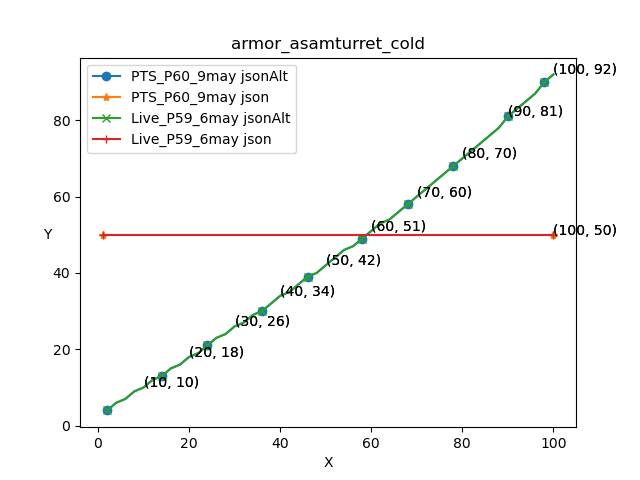 armor_asamturret_cold
PTS_P60_9may jsonAlt
PTS_P60_9may json
Live_P59_6may jsonAlt
Live_P59_6may json
(100, 92)
(90, 81)
(80, 70)
(70, 60)
(60, 51)
(100, 50)
(50, 42)
(40, 34)
(30, 26)
(20, 18)
(10, 10)
Y
80
60
40
20
0
0 20 40 60 80 100
X